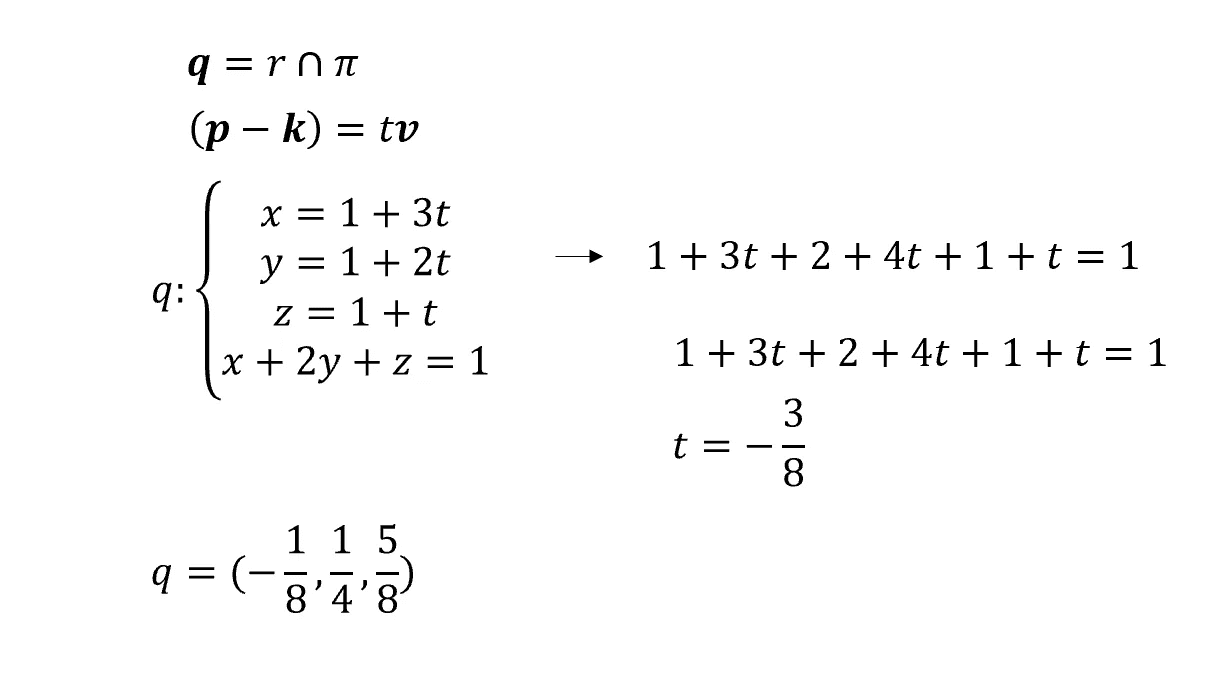 𝒒 = r ∩ π
(𝒑 − 𝒌) = t𝒗
q: { x = 1 + 3t
y = 1 + 2t
z = 1 + t
x + 2y + z = 1
→ 1 + 3t + 2 + 4t + 1 + t = 1
1 + 3t + 2 + 4t + 1 + t = 1
t = −3/8
q = (−1/8, 1/4, 5/8)